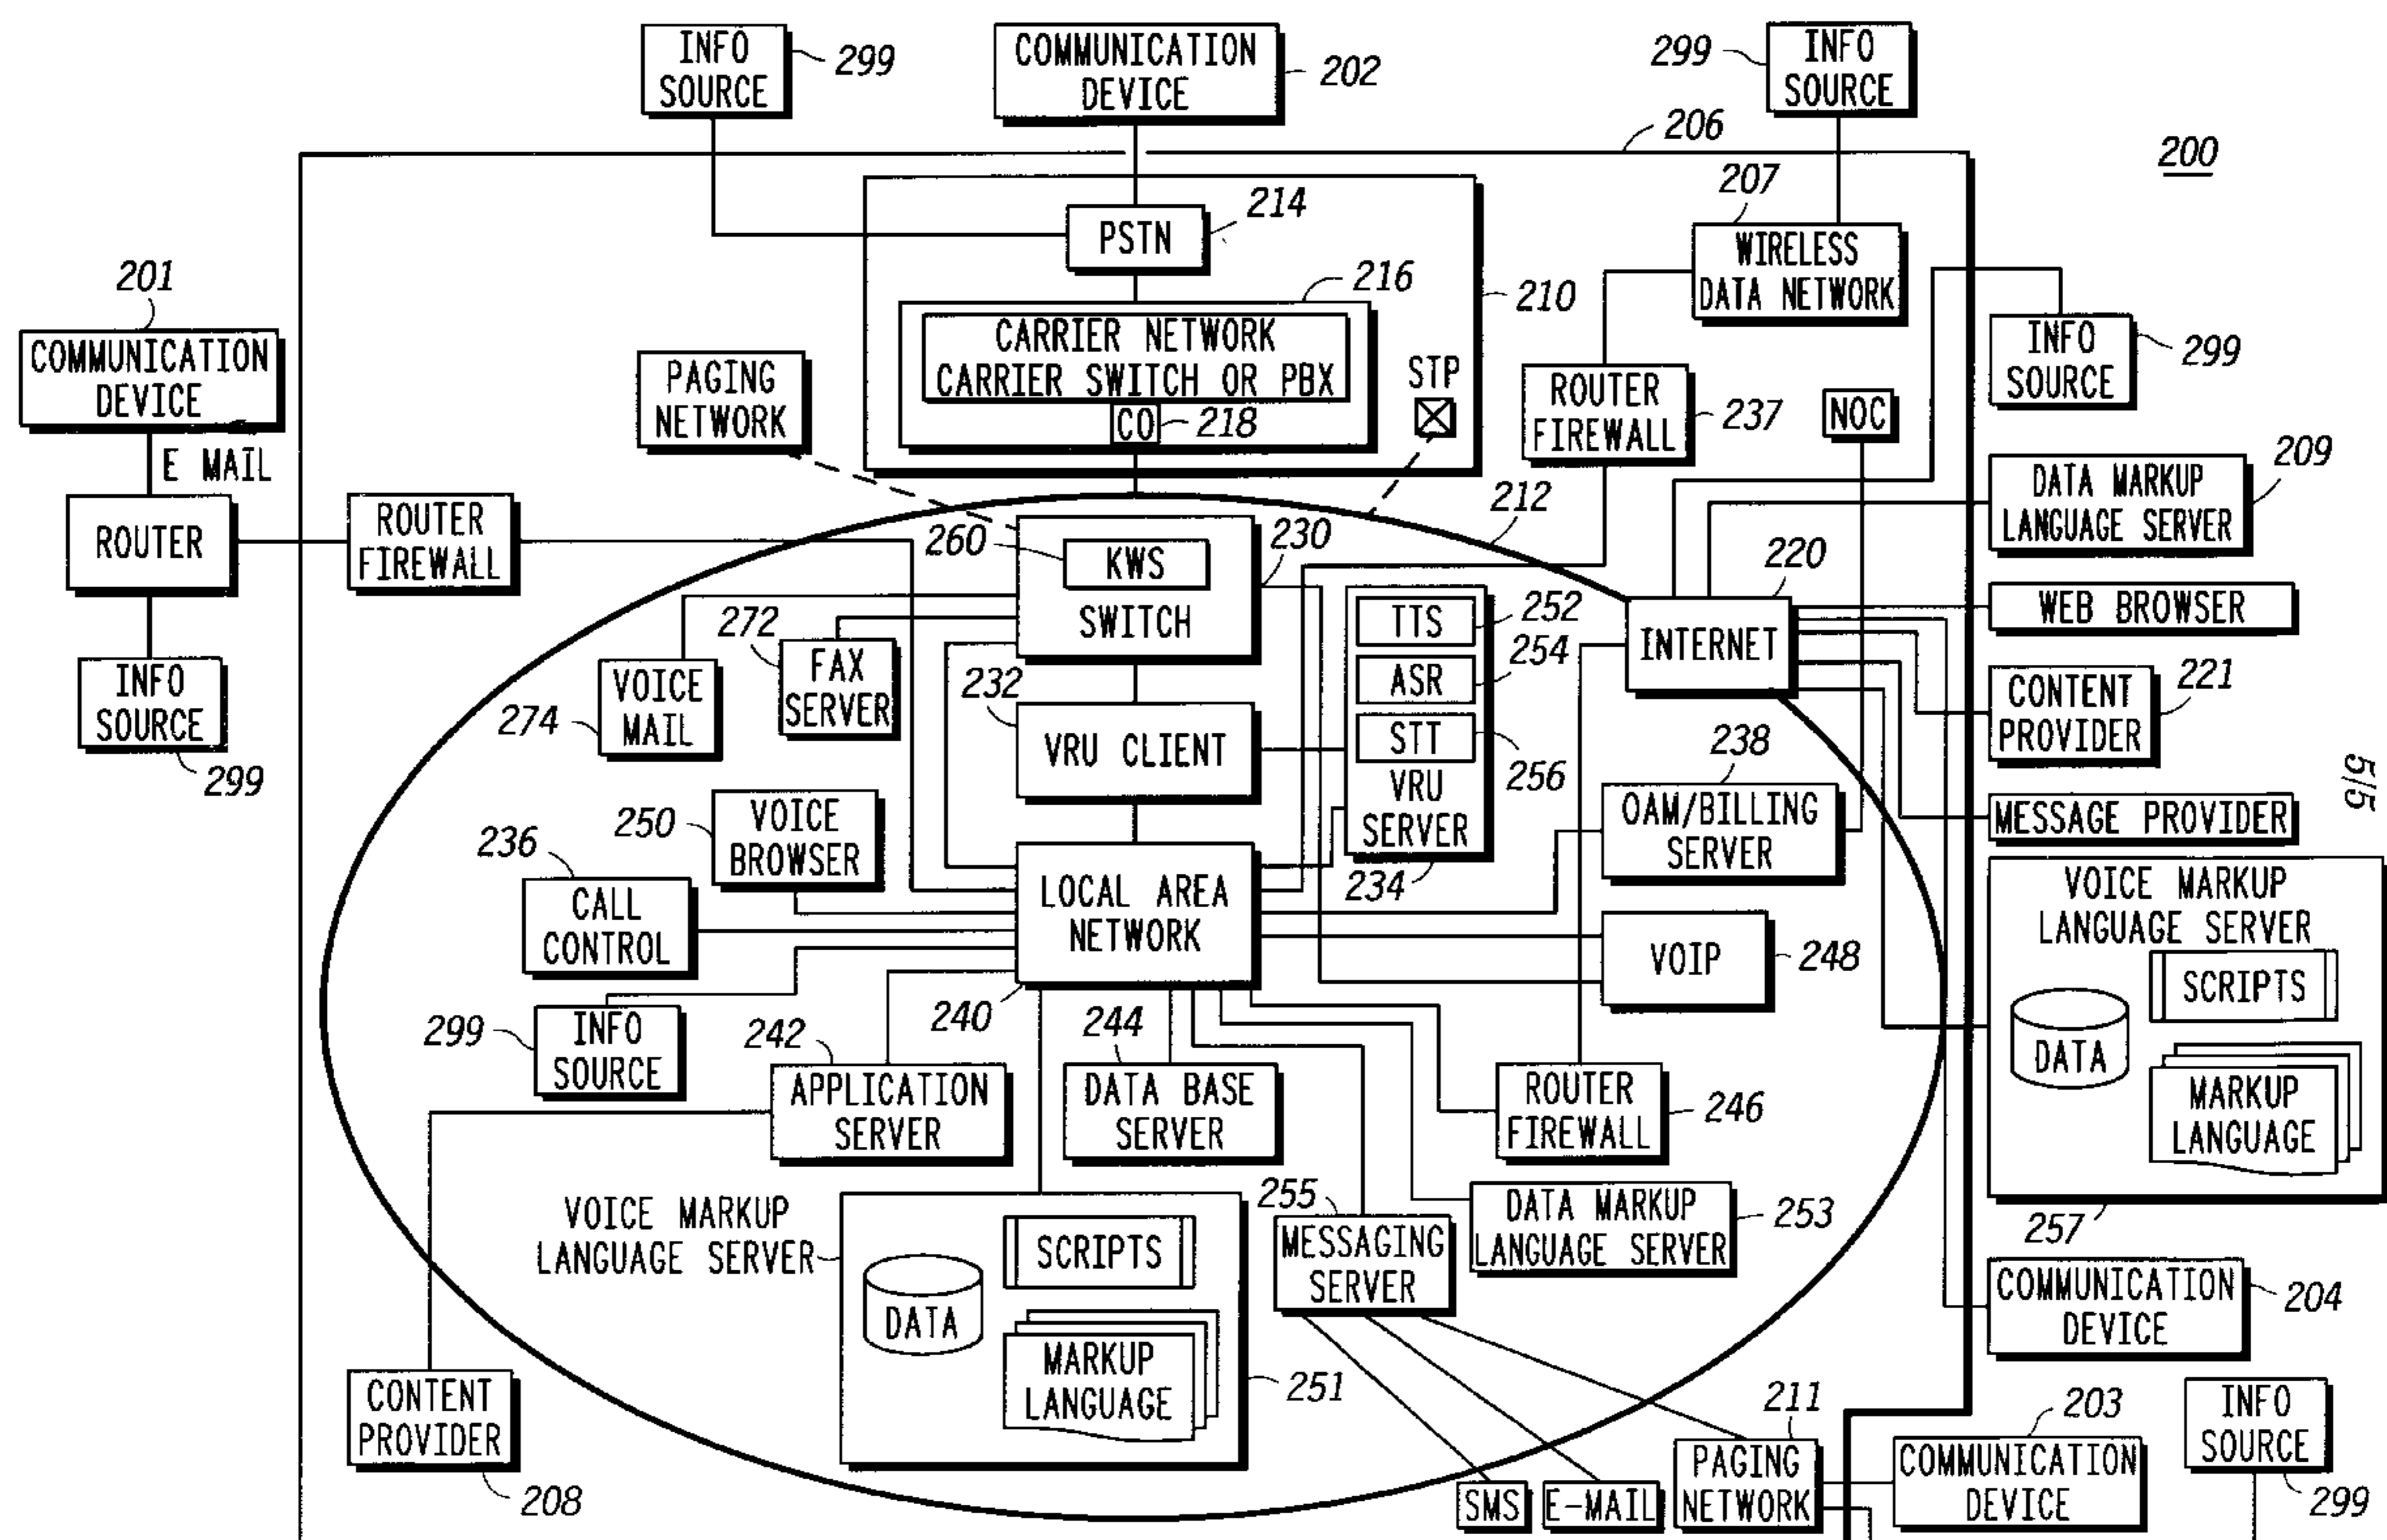 INFO
SOURCE
299
COMMUNICATION
DEVICE
202
299
INFO
SOURCE
206
200
207
WIRELESS
DATA NETWORK
PSTN
214
216
210
201
COMMUNICATION
DEVICE
E MAIL
CARRIER NETWORK
CARRIER SWITCH OR PBX
CO
218
STP
PAGING
NETWORK
ROUTER
FIREWALL
237
NOC
INFO
SOURCE
299
DATA MARKUP
LANGUAGE SERVER
209
ROUTER
ROUTER
FIREWALL
INFO
SOURCE
299
212
260
KWS
SWITCH
230
220
INTERNET
WEB BROWSER
TTS
252
ASR
254
STT
256
VRU
SERVER
234
272
FAX
SERVER
VOICE
MAIL
274
232
VRU CLIENT
CONTENT
PROVIDER
221
5/5
238
OAM/BILLING
SERVER
MESSAGE PROVIDER
250
VOICE
BROWSER
236
CALL
CONTROL
LOCAL AREA
NETWORK
240
VOIP
248
VOICE MARKUP
LANGUAGE SERVER
SCRIPTS
DATA
MARKUP
LANGUAGE
257
299
INFO
SOURCE
242
APPLICATION
SERVER
244
DATA BASE
SERVER
ROUTER
FIREWALL
246
VOICE MARKUP
LANGUAGE SERVER
SCRIPTS
DATA
MARKUP
LANGUAGE
251
255
MESSAGING
SERVER
DATA MARKUP
LANGUAGE SERVER
253
COMMUNICATION
DEVICE
204
CONTENT
PROVIDER
208
SMS
E-MAIL
211
PAGING
NETWORK
203
COMMUNICATION
DEVICE
INFO
SOURCE
299